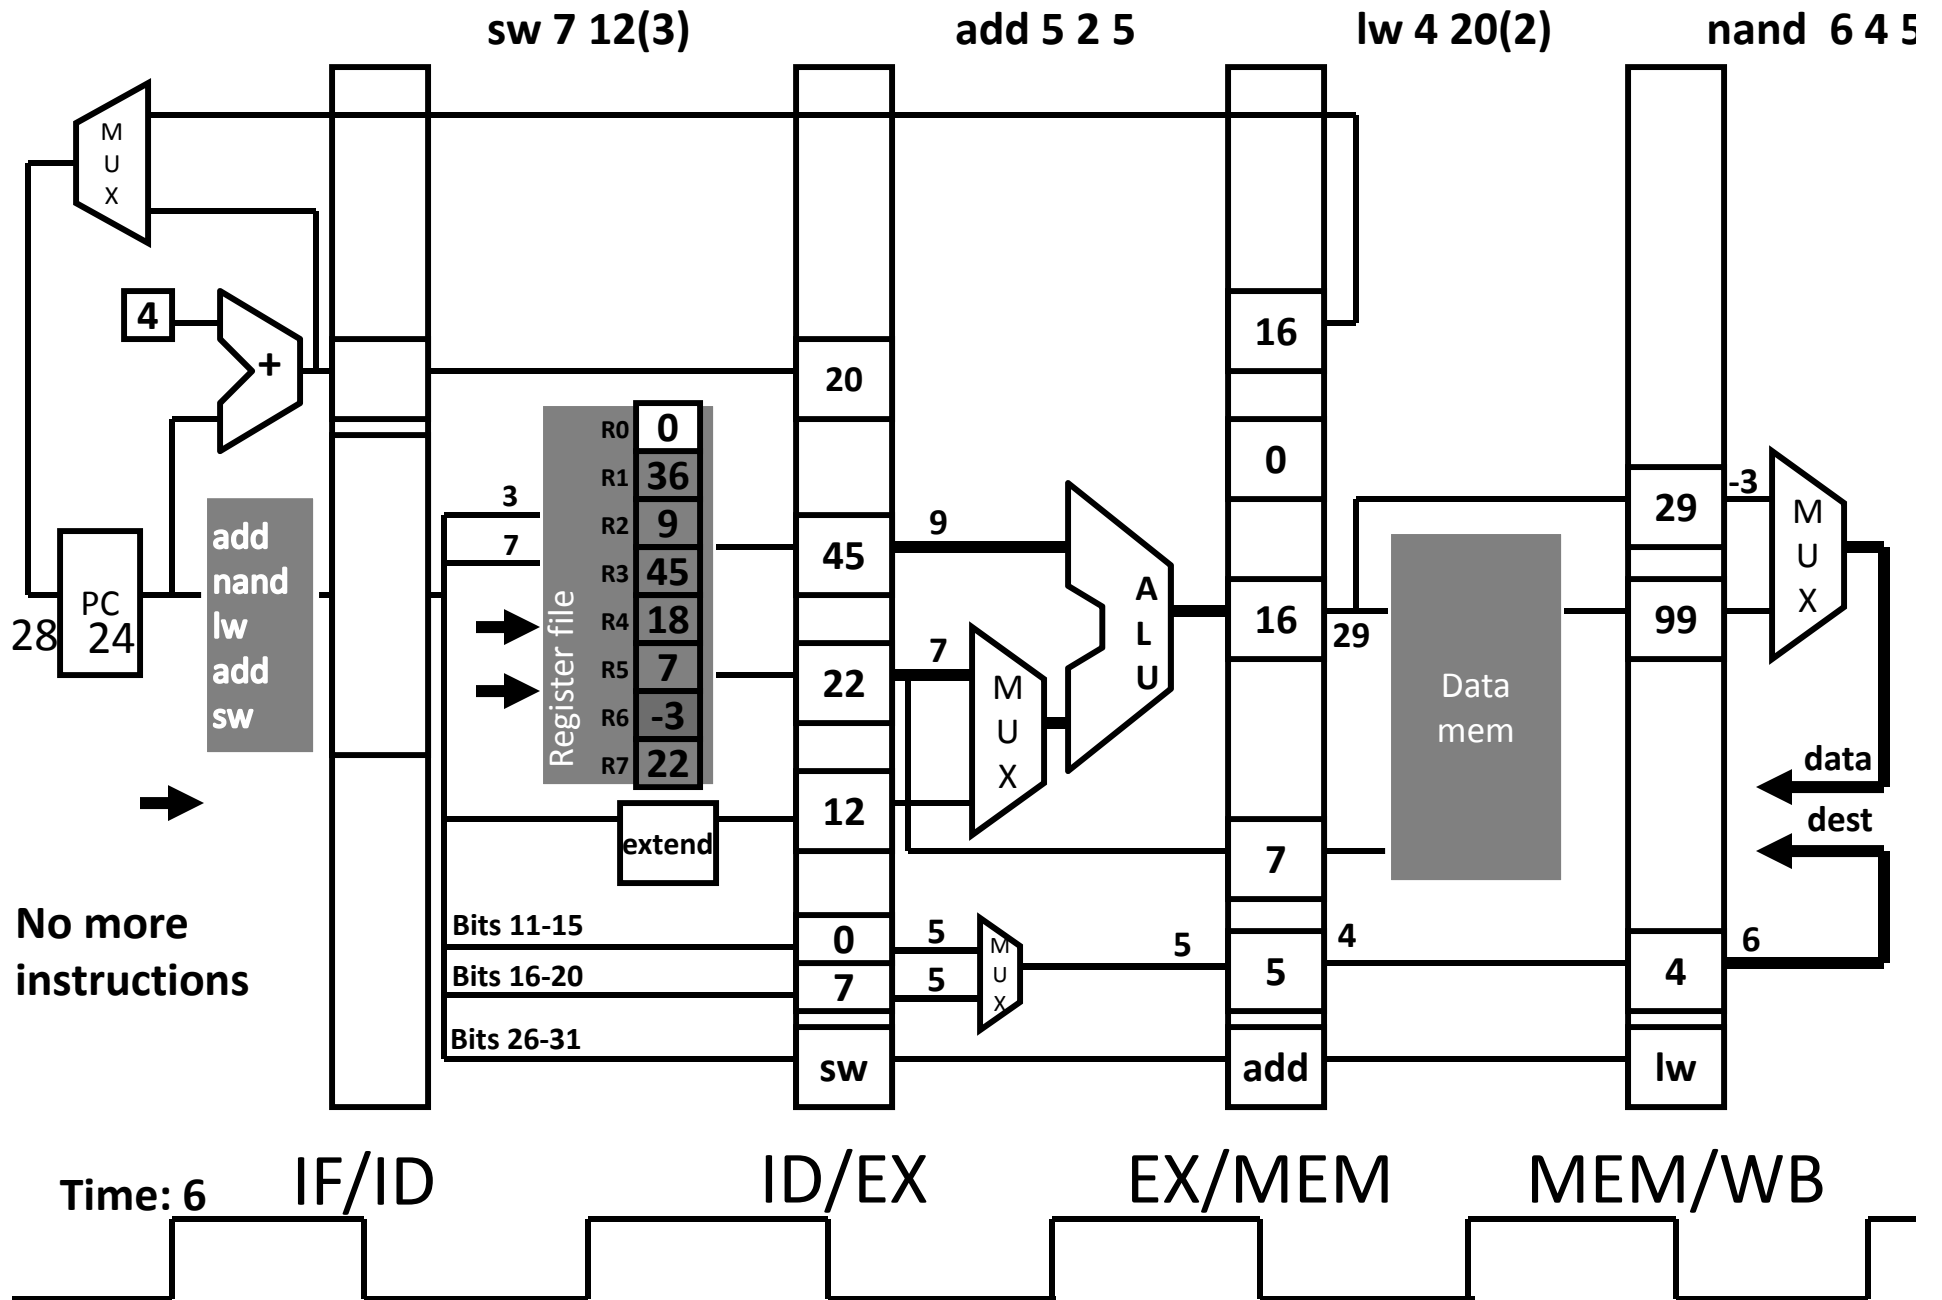 sw 7 12(3)
add 5 2 5
lw 4 20(2)
nand 6 4 5
M
U
X
4
+
16
20
0
Register file
R0 0
R1 36
R2 9
R3 45
R4 18
R5 7
R6 -3
R7 22
3
7
add
nand
lw
add
sw
PC
24
28
45
22
12
9
7
M
U
X
A
L
U
16
29
7
Data
mem
29
99
-3
M
U
X
data
dest
extend
No more
instructions
Bits 11-15
Bits 16-20
Bits 26-31
0
7
sw
5
5
M
U
X
5
5
add
4
4
lw
6
Time: 6
IF/ID
ID/EX
EX/MEM
MEM/WB